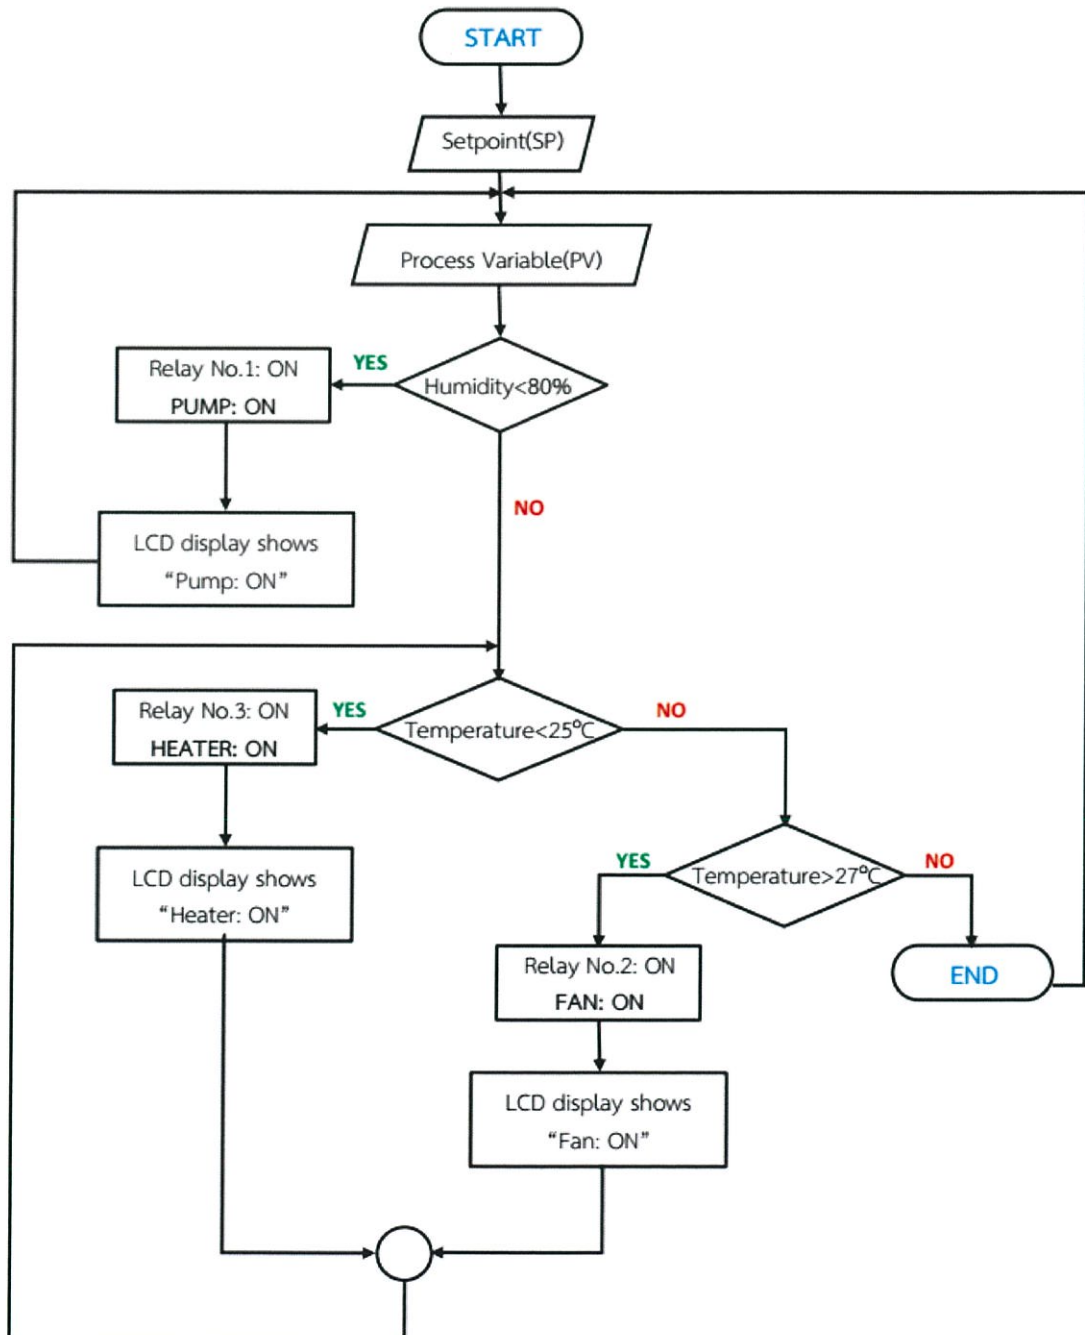 START
Setpoint(SP)
Process Variable(PV)
Humidity<80%
YES
Relay No.1: ON
PUMP: ON
NO
LCD display shows
“Pump: ON”
Temperature<25°C
YES
NO
Relay No.3: ON
HEATER: ON
LCD display shows
“Heater: ON”
Temperature>27°C
YES
NO
Relay No.2: ON
FAN: ON
END
LCD display shows
“Fan: ON”